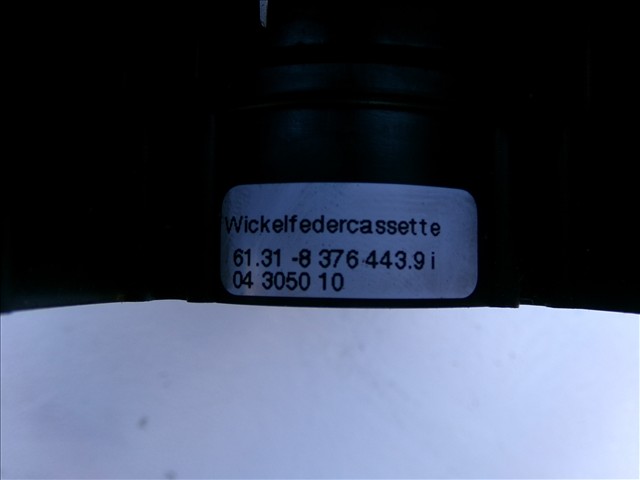 Wickelfedercassette
61.31 -8 376 443.9 i
04 3050 10